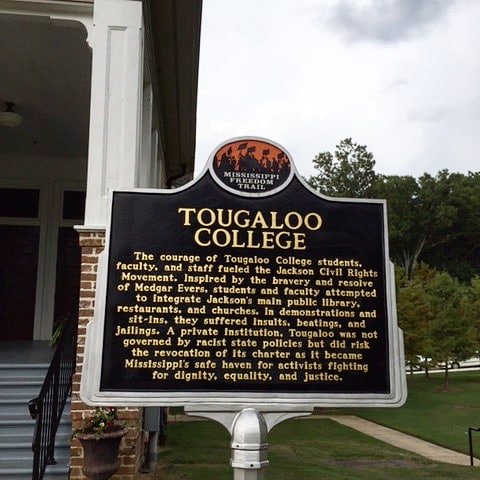 MISSISSIPPI
FREEDOM
TRAIL
TOUGALOO
COLLEGE
The courage of Tougaloo College students,
faculty, and staff fueled the Jackson Civil Rights
Movement. Inspired by the bravery and resolve
of Medgar Evers, students and faculty attempted
to integrate Jackson's main public library,
restaurants, and churches. In demonstrations and
sit-ins, they suffered insults, beatings, and
jailings. A private institution, Tougaloo was not
governed by racist state policies but did risk
the revocation of its charter as it became
Mississippi's safe haven for activists fighting
for dignity, equality, and justice.